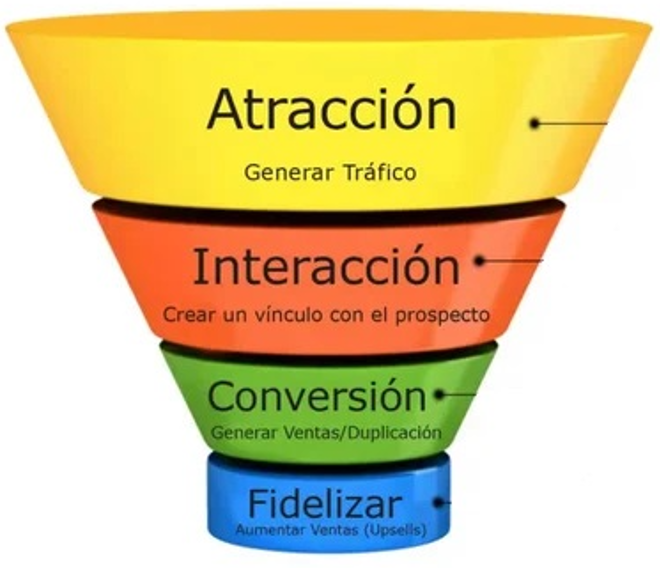 Atracción
Generar Tráfico
Interacción
Crear un vínculo con el prospecto
Conversión
Generar Ventas/Duplicación
Fidelizar
Aumentar Ventas (Upsells)